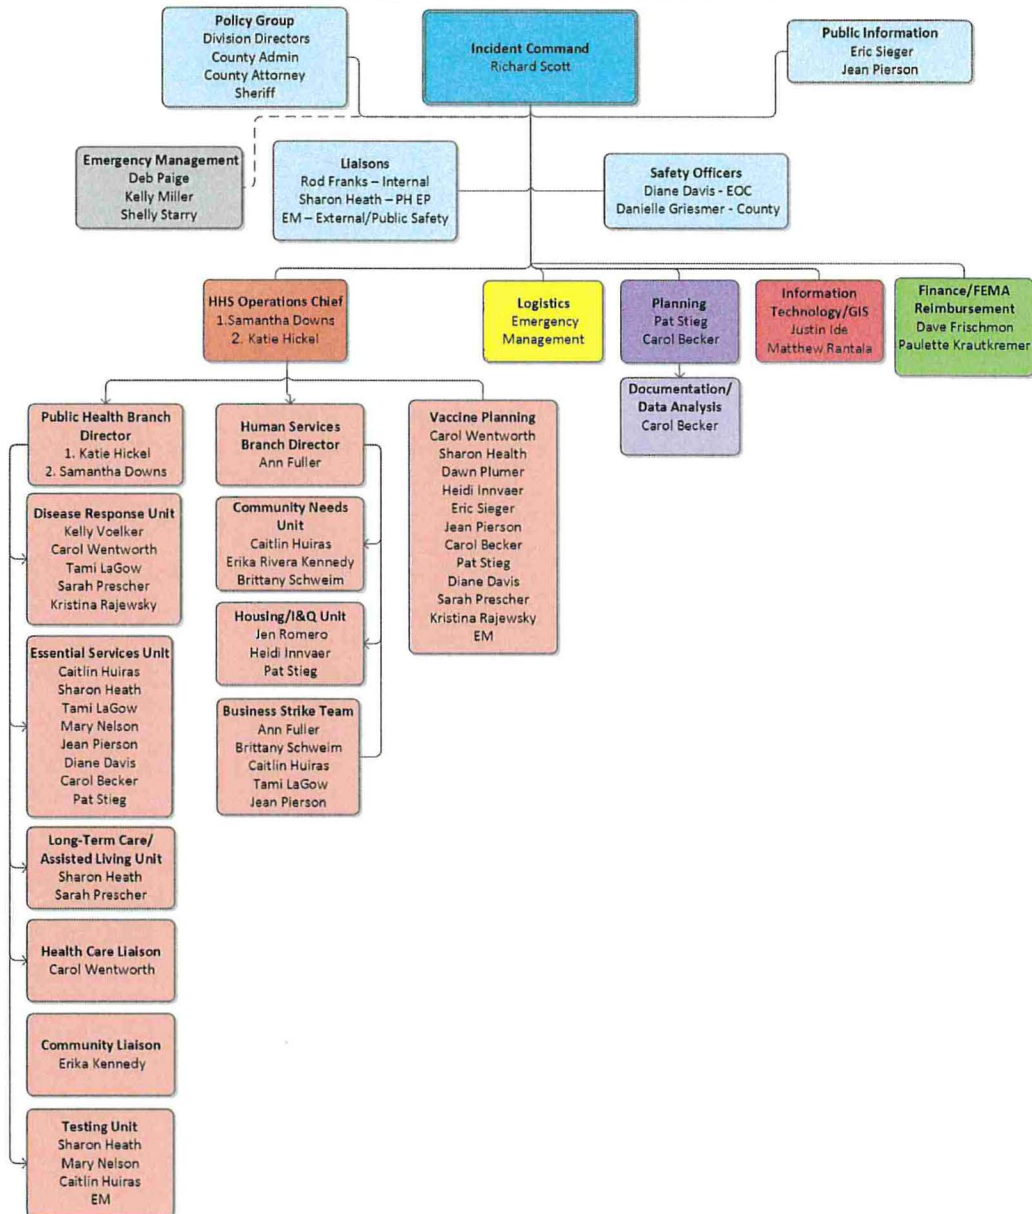 Policy Group
Division Directors
County Admin
County Attorney
Sheriff
Incident Command
Richard Scott
Public Information
Eric Sieger
Jean Pierson
Emergency Management
Deb Paige
Kelly Miller
Shelly Starry
Liaisons
Rod Franks – Internal
Sharon Heath – PH EP
EM – External/Public Safety
Safety Officers
Diane Davis - EOC
Danielle Griesmer - County
HHS Operations Chief
1.Samantha Downs
2. Katie Hickel
Logistics
Emergency
Management
Planning
Pat Stieg
Carol Becker
Information
Technology/GIS
Justin Ide
Matthew Rantala
Finance/FEMA
Reimbursement
Dave Frischmon
Paulette Krautkremer
Documentation/
Data Analysis
Carol Becker
Public Health Branch
Director
1. Katie Hickel
2. Samantha Downs
Disease Response Unit
Kelly Voelker
Carol Wentworth
Tami LaGow
Sarah Prescher
Kristina Rajewsky
Essential Services Unit
Caitlin Huiras
Sharon Heath
Tami LaGow
Mary Nelson
Jean Pierson
Diane Davis
Carol Becker
Pat Stieg
Long-Term Care/
Assisted Living Unit
Sharon Heath
Sarah Prescher
Health Care Liaison
Carol Wentworth
Community Liaison
Erika Kennedy
Testing Unit
Sharon Heath
Mary Nelson
Caitlin Huiras
EM
Human Services
Branch Director
Ann Fuller
Community Needs
Unit
Caitlin Huiras
Erika Rivera Kennedy
Brittany Schweim
Housing/I&Q Unit
Jen Romero
Heidi Innvaer
Pat Stieg
Business Strike Team
Ann Fuller
Brittany Schweim
Caitlin Huiras
Tami LaGow
Jean Pierson
Vaccine Planning
Carol Wentworth
Sharon Health
Dawn Plumer
Heidi Innvaer
Eric Sieger
Jean Pierson
Carol Becker
Pat Stieg
Diane Davis
Sarah Prescher
Kristina Rajewsky
EM